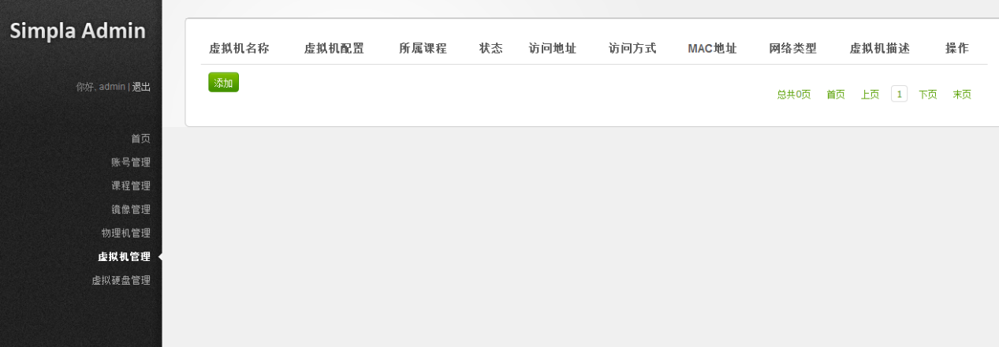 Simpla Admin
你好, admin | 退出
首页
账号管理
课程管理
镜像管理
物理机管理
虚拟机管理
虚拟硬盘管理
虚拟机名称 虚拟机配置 所属课程 状态 访问地址 访问方式 MAC地址 网络类型 虚拟机描述 操作
添加
总共0页 首页 上页 1 下页 末页